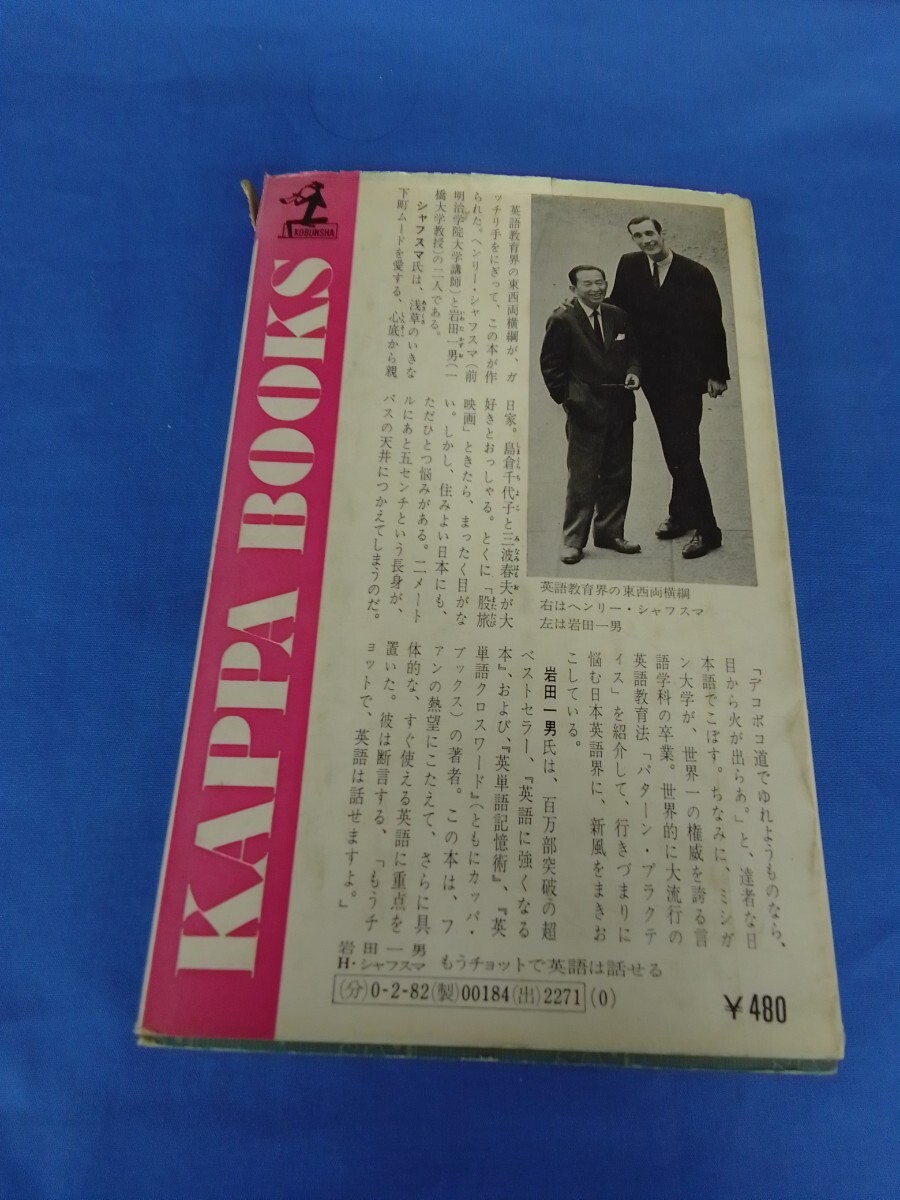 KOBUNSHA
KAPPA BOOKS
英語教育界の東西両横綱が、ガ
ッチリ手をにぎって、この本が作
られた。ヘンリー・シャフスマ(前
明治学院大学講師)と岩田一男(一
橋大学教授)の二人である。
シャフスマ氏は、浅草のいきな
下町ムードを愛する、心底から親
日家。島倉千代子と三波春夫が大
好きとおっしゃる。とくに「股旅
映画」ときたら、まったく目がな
い。しかし、住みよい日本にも、
ただひとつ悩みがある。二メート
ルにあと五センチという長身が、
バスの天井につかえてしまうのだ。
英語教育界の東西両横綱
右はヘンリー・シャフスマ
左は岩田一男
「デコボコ道でゆれようものなら、
目から火が出らあ。」と、達者な日
本語でこぼす。ちなみに、ミシガ
ン大学が、世界一の権威を誇る言
語学科の卒業。世界的に大流行の
英語教育法「パターン・プラクテ
ィス」を紹介して、行きづまりに
悩む日本英語界に、新風をまきお
こしている。
岩田一男氏は、百万部突破の超
ベストセラー、『英語に強くなる
本』、および、『英単語記憶術』、『英
単語クロスワード』(ともにカッパ・
ブックス)の著者。この本は、フ
ァンの熱望にこたえて、さらに具
体的な、すぐ使える英語に重点を
置いた。彼は断言する、「もうチ
ョットで、英語は話せますよ。」
岩田一男
H・シャフスマ
もうチョットで英語は話せる
(分)0-2-82(製)00184(出)2271(0)
¥480